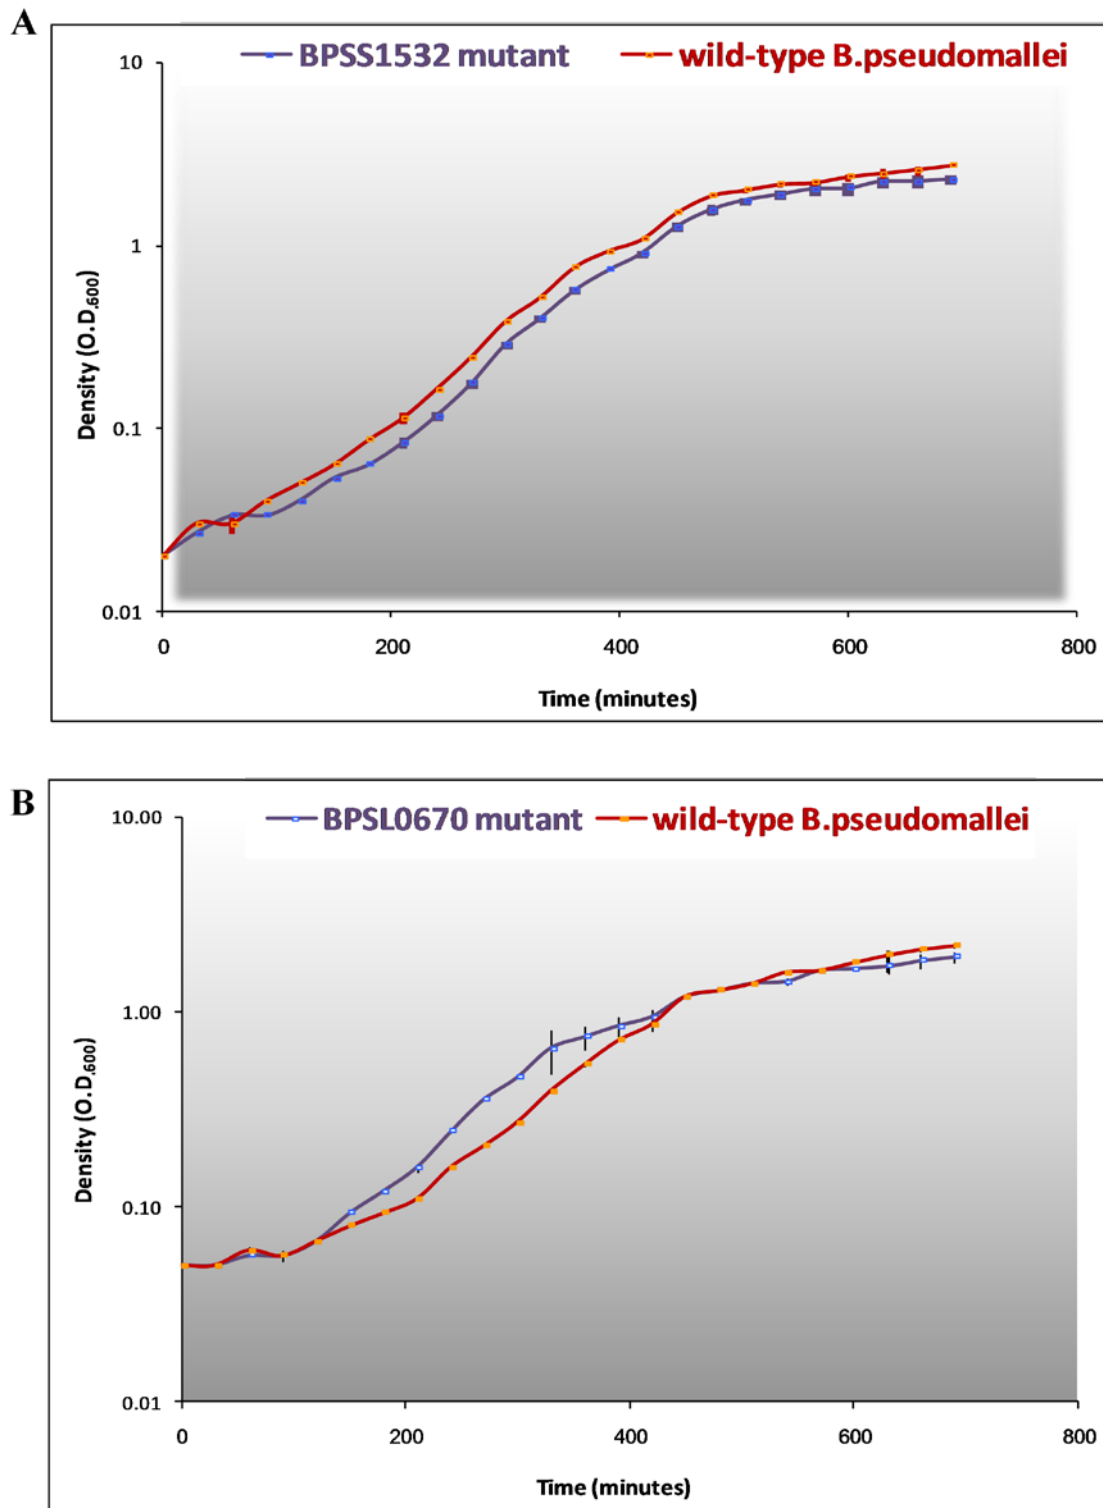 A
BPSS1532 mutant wild-type B.pseudomallei
10
1
0.1
0.01
Density (O.D.600)
0 200 400 600 800
Time (minutes)
B
BPSL0670 mutant wild-type B.pseudomallei
10.00
1.00
0.10
0.01
Density (O.D.600)
0 200 400 600 800
Time (minutes)